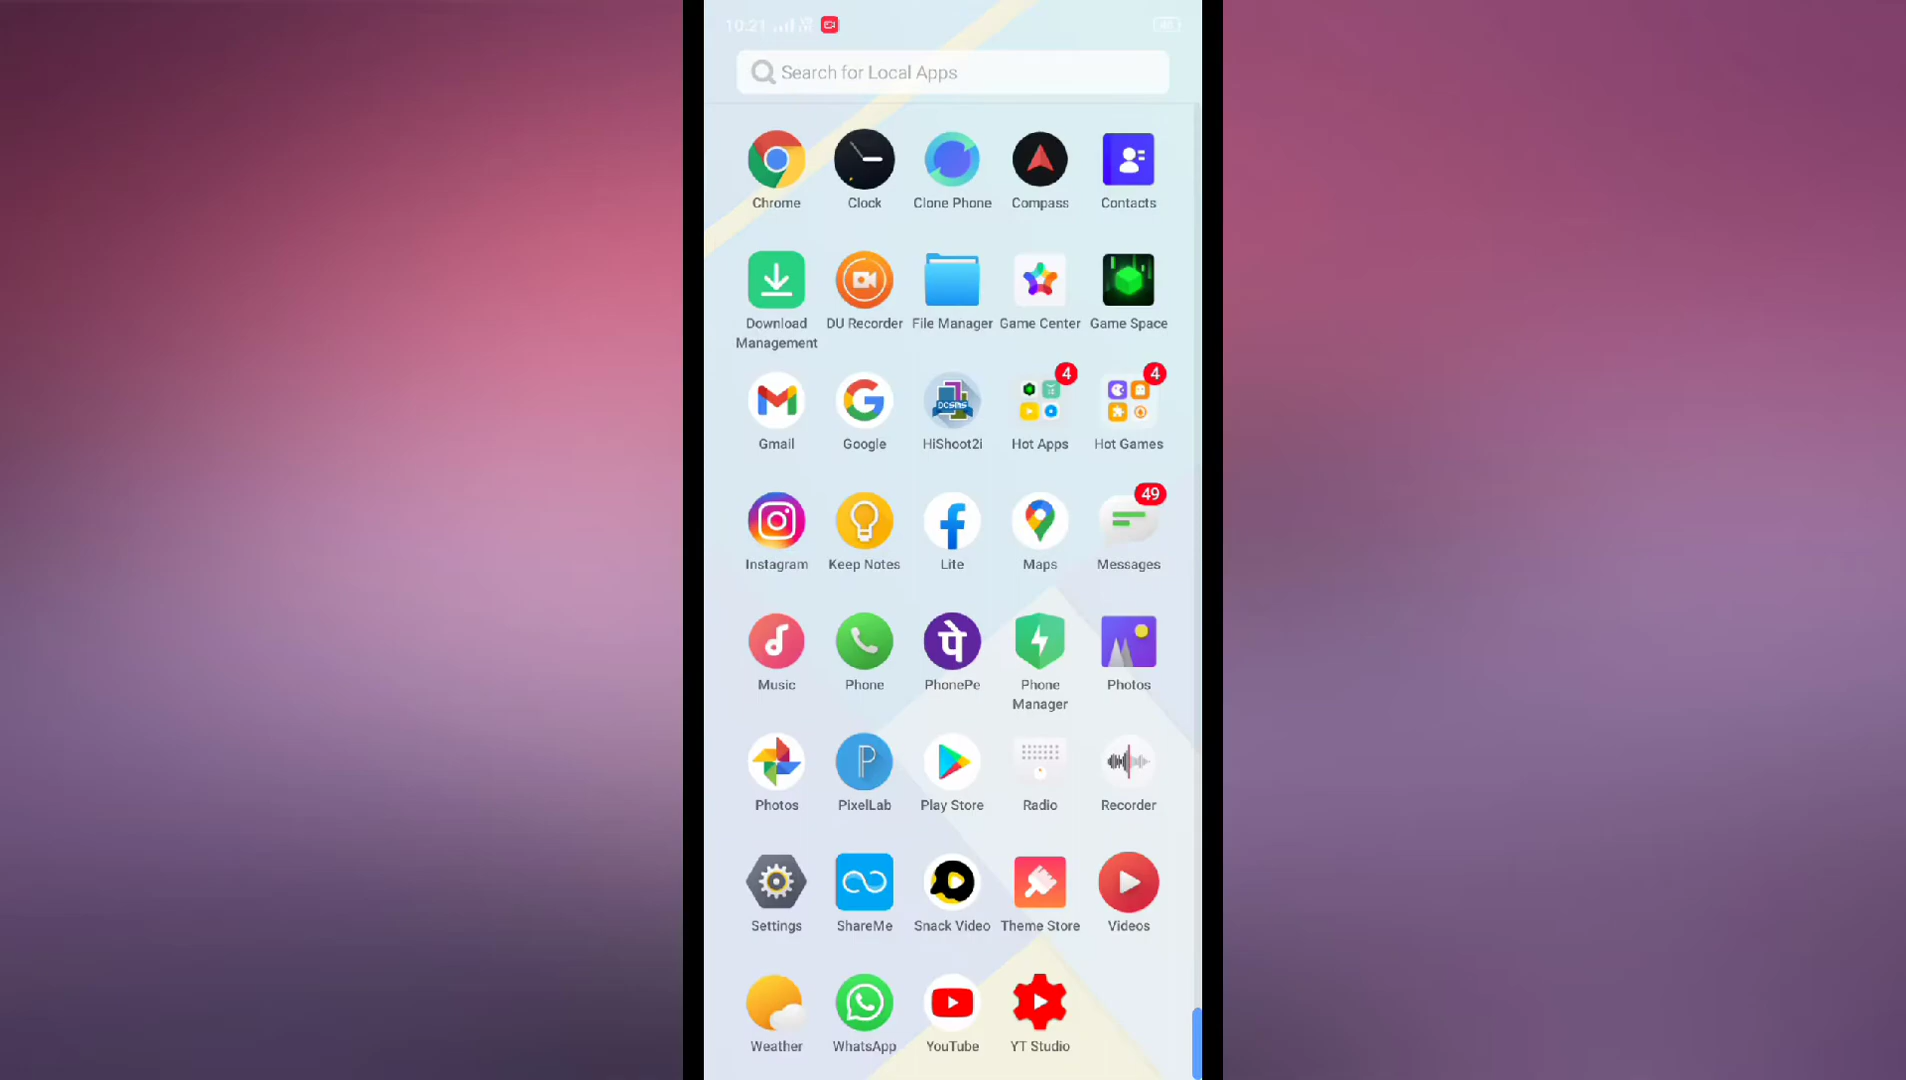 10.21
Search for Local Apps
Chrome
Clock
Clone Phone
Compass
Contacts
Download
Management
DU Recorder
File Manager
Game Center
Game Space
4
4
DCSMS
Gmail
Google
HiShoot2i
Hot Apps
Hot Games
49
Instagram
Keep Notes
Lite
Maps
Messages
पे
Music
Phone
PhonePe
Phone
Manager
Photos
P
Photos
PixelLab
Play Store
Radio
Recorder
Settings
ShareMe
Snack Video
Theme Store
Videos
Weather
WhatsApp
YouTube
YT Studio